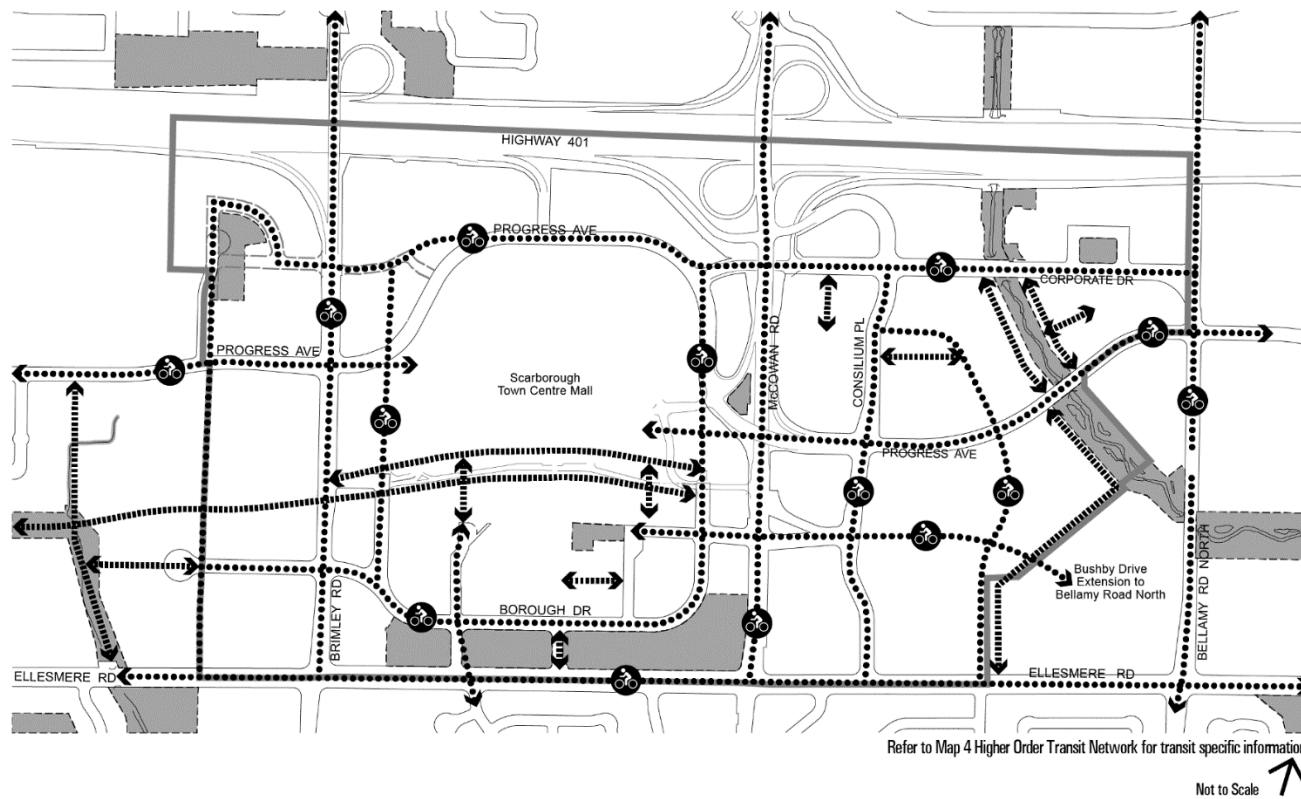 HIGHWAY 401
PROGRESS AVE
CORPORATE DR
PROGRESS AVE
Scarborough
Town Centre Mall
McCOWAN RD
CONSILIUM PL
PROGRESS AVE
BRIMLEY RD
BOROUGH DR
Bushby Drive
Extension to
Bellamy Road North
BELLAMY RD NORTH
ELLESMERE RD
ELLESMERE RD
Refer to Map 4 Higher Order Transit Network for transit specific information
Not to Scale